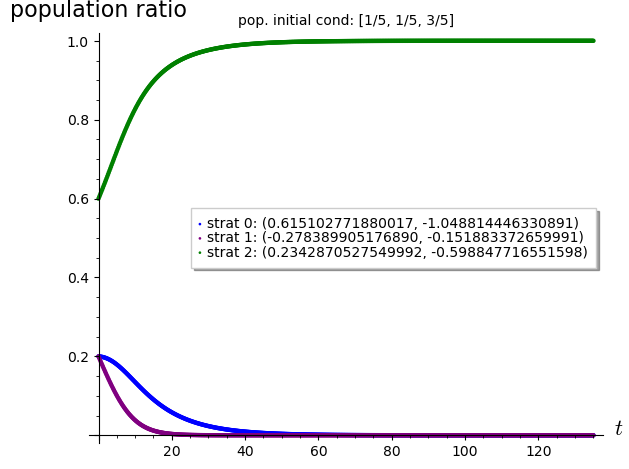 population ratio
pop. initial cond: [1/5, 1/5, 3/5]
1.0
0.8
0.6
strat 0: (0.615102771880017, -1.048814446330891)
strat 1: (-0.278389905176890, -0.151883372659991)
strat 2: (0.2342870527549992, -0.598847716551598)
0.4
0.2
t
20
40
60
80
100
120